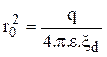 r₀² = q / 4.π.ε.ξd